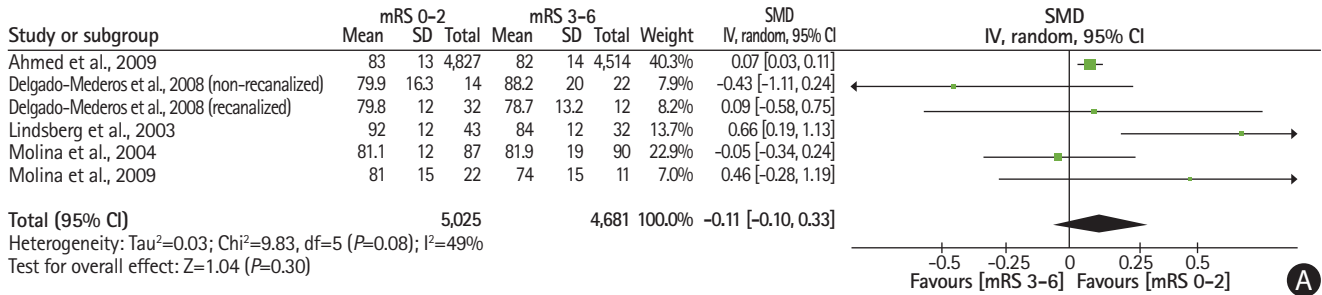 mRS 0–2 mRS 3–6 SMD SMD
Study or subgroup Mean SD Total Mean SD Total Weight IV, random, 95% CI IV, random, 95% CI
Ahmed et al., 2009 83 13 4,827 82 14 4,514 40.3% 0.07 [0.03, 0.11]
Delgado-Mederos et al., 2008 (non-recanalized) 79.9 16.3 14 88.2 20 22 7.9% -0.43 [-1.11, 0.24]
Delgado-Mederos et al., 2008 (recanalized) 79.8 12 32 78.7 13.2 12 8.2% 0.09 [-0.58, 0.75]
Lindsberg et al., 2003 92 12 43 84 12 32 13.7% 0.66 [0.19, 1.13]
Molina et al., 2004 81.1 12 87 81.9 19 90 22.9% -0.05 [-0.34, 0.24]
Molina et al., 2009 81 15 22 74 15 11 7.0% 0.46 [-0.28, 1.19]
Total (95% CI) 5,025 4,681 100.0% -0.11 [-0.10, 0.33]
Heterogeneity: Tau²=0.03; Chi²=9.83, df=5 (P=0.08); I²=49%
Test for overall effect: Z=1.04 (P=0.30)
-0.5 -0.25 0 0.25 0.5
Favours [mRS 3–6] Favours [mRS 0–2]
A